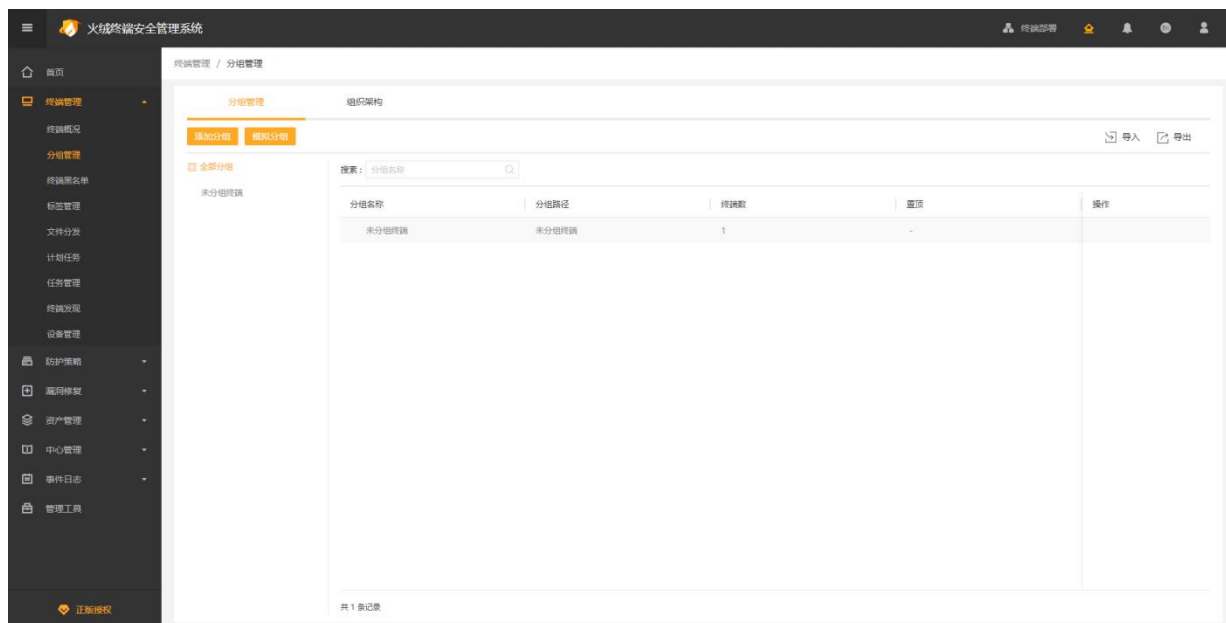 火绒终端安全管理系统
终端部署
首页
终端管理
终端概况
分组管理
终端黑名单
标签管理
文件分发
计划任务
任务管理
终端发现
设备管理
防护策略
漏洞修复
资产管理
中心管理
事件日志
管理工具
正版授权
终端管理 / 分组管理
分组管理 组织架构
添加分组 模拟分组 导入 导出
全部分组
未分组终端
搜索： 分组名称
分组名称 分组路径 终端数 置顶 操作
未分组终端 未分组终端 1 -
共 1 条记录